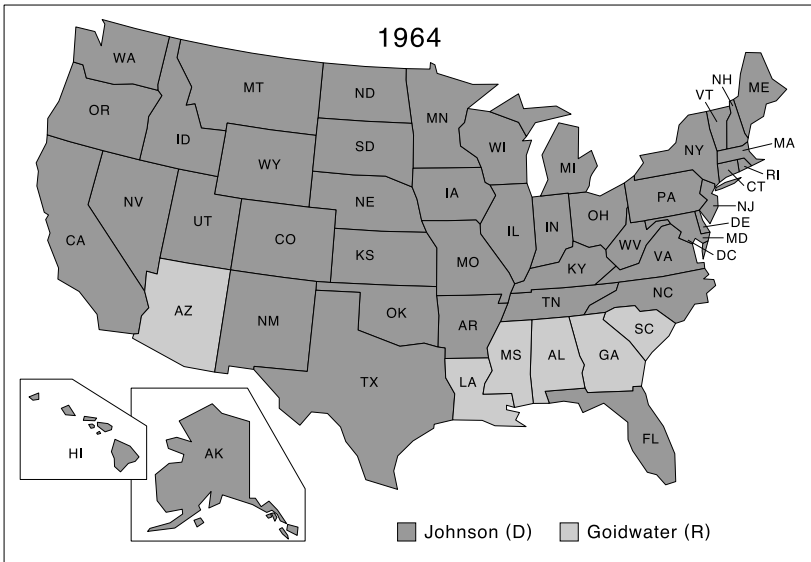 1964
WA
MT
ND
MN
ME
NH
VT
OR
ID
SD
WI
MI
NY
MA
WY
RI
CT
IA
NE
PA
NJ
NV
UT
CO
IL
IN
OH
DE
MD
DC
WV
VA
CA
KS
MO
KY
NC
TN
AZ
NM
OK
AR
SC
MS
AL
GA
TX
LA
FL
HI
AK
Johnson (D)
Goidwater (R)